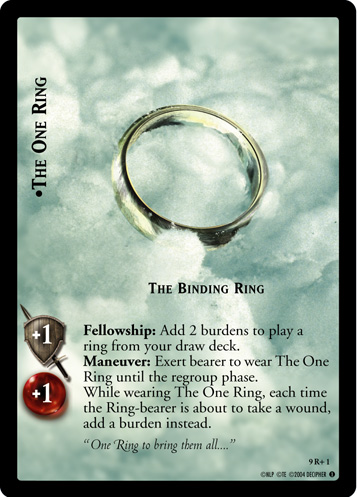 •The One Ring
The Binding Ring
+1
+1
Fellowship: Add 2 burdens to play a
ring from your draw deck.
Maneuver: Exert bearer to wear The One
Ring until the regroup phase.
While wearing The One Ring, each time
the Ring-bearer is about to take a wound,
add a burden instead.
“One Ring to bring them all....”
9 R+ 1
©NLP ©TE ©2004 DECIPHER